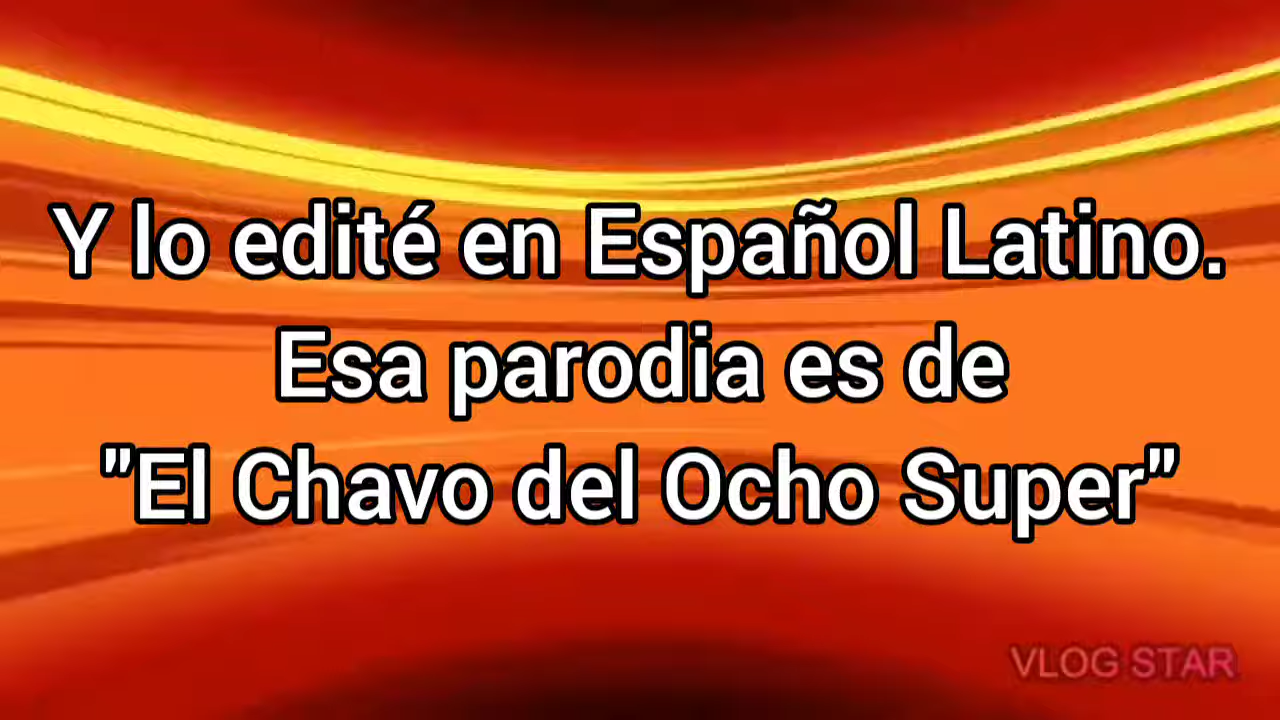 Y lo edité en Español Latino.
Esa parodia es de
"El Chavo del Ocho Super"
VLOG STAR